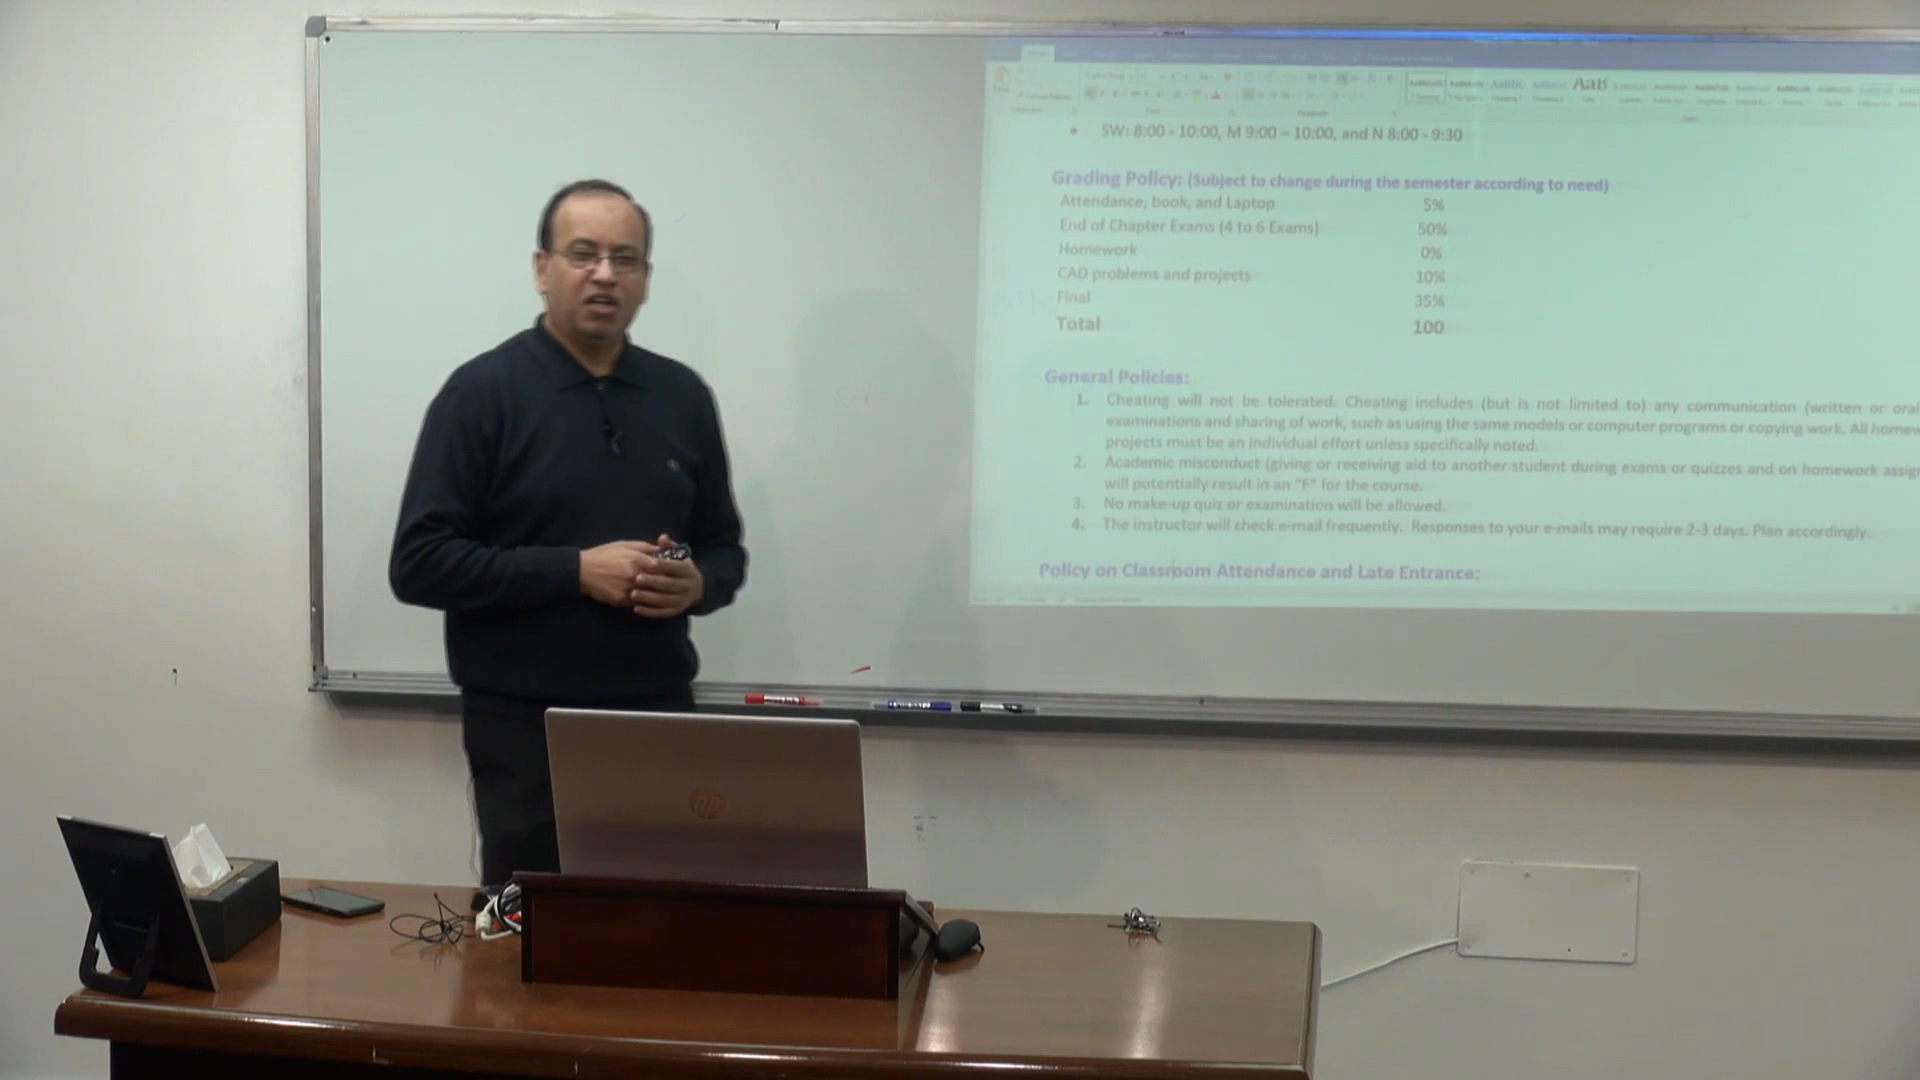 SW: 8:00 - 10:00, M 9:00 – 10:00, and N 8:00 - 9:30
Grading Policy: (Subject to change during the semester according to need)
Attendance, book, and Laptop 5%
End of Chapter Exams (4 to 6 Exams) 50%
Homework 0%
CAD problems and projects 10%
Final 35%
Total 100
General Policies:
1. Cheating will not be tolerated. Cheating includes (but is not limited to) any communication (written or oral
examinations and sharing of work, such as using the same models or computer programs or copying work. All homew
projects must be an individual effort unless specifically noted.
2. Academic misconduct (giving or receiving aid to another student during exams or quizzes and on homework assig
will potentially result in an "F" for the course.
3. No make-up quiz or examination will be allowed.
4. The instructor will check e-mail frequently. Responses to your e-mails may require 2-3 days. Plan accordingly.
Policy on Classroom Attendance and Late Entrance:
hp